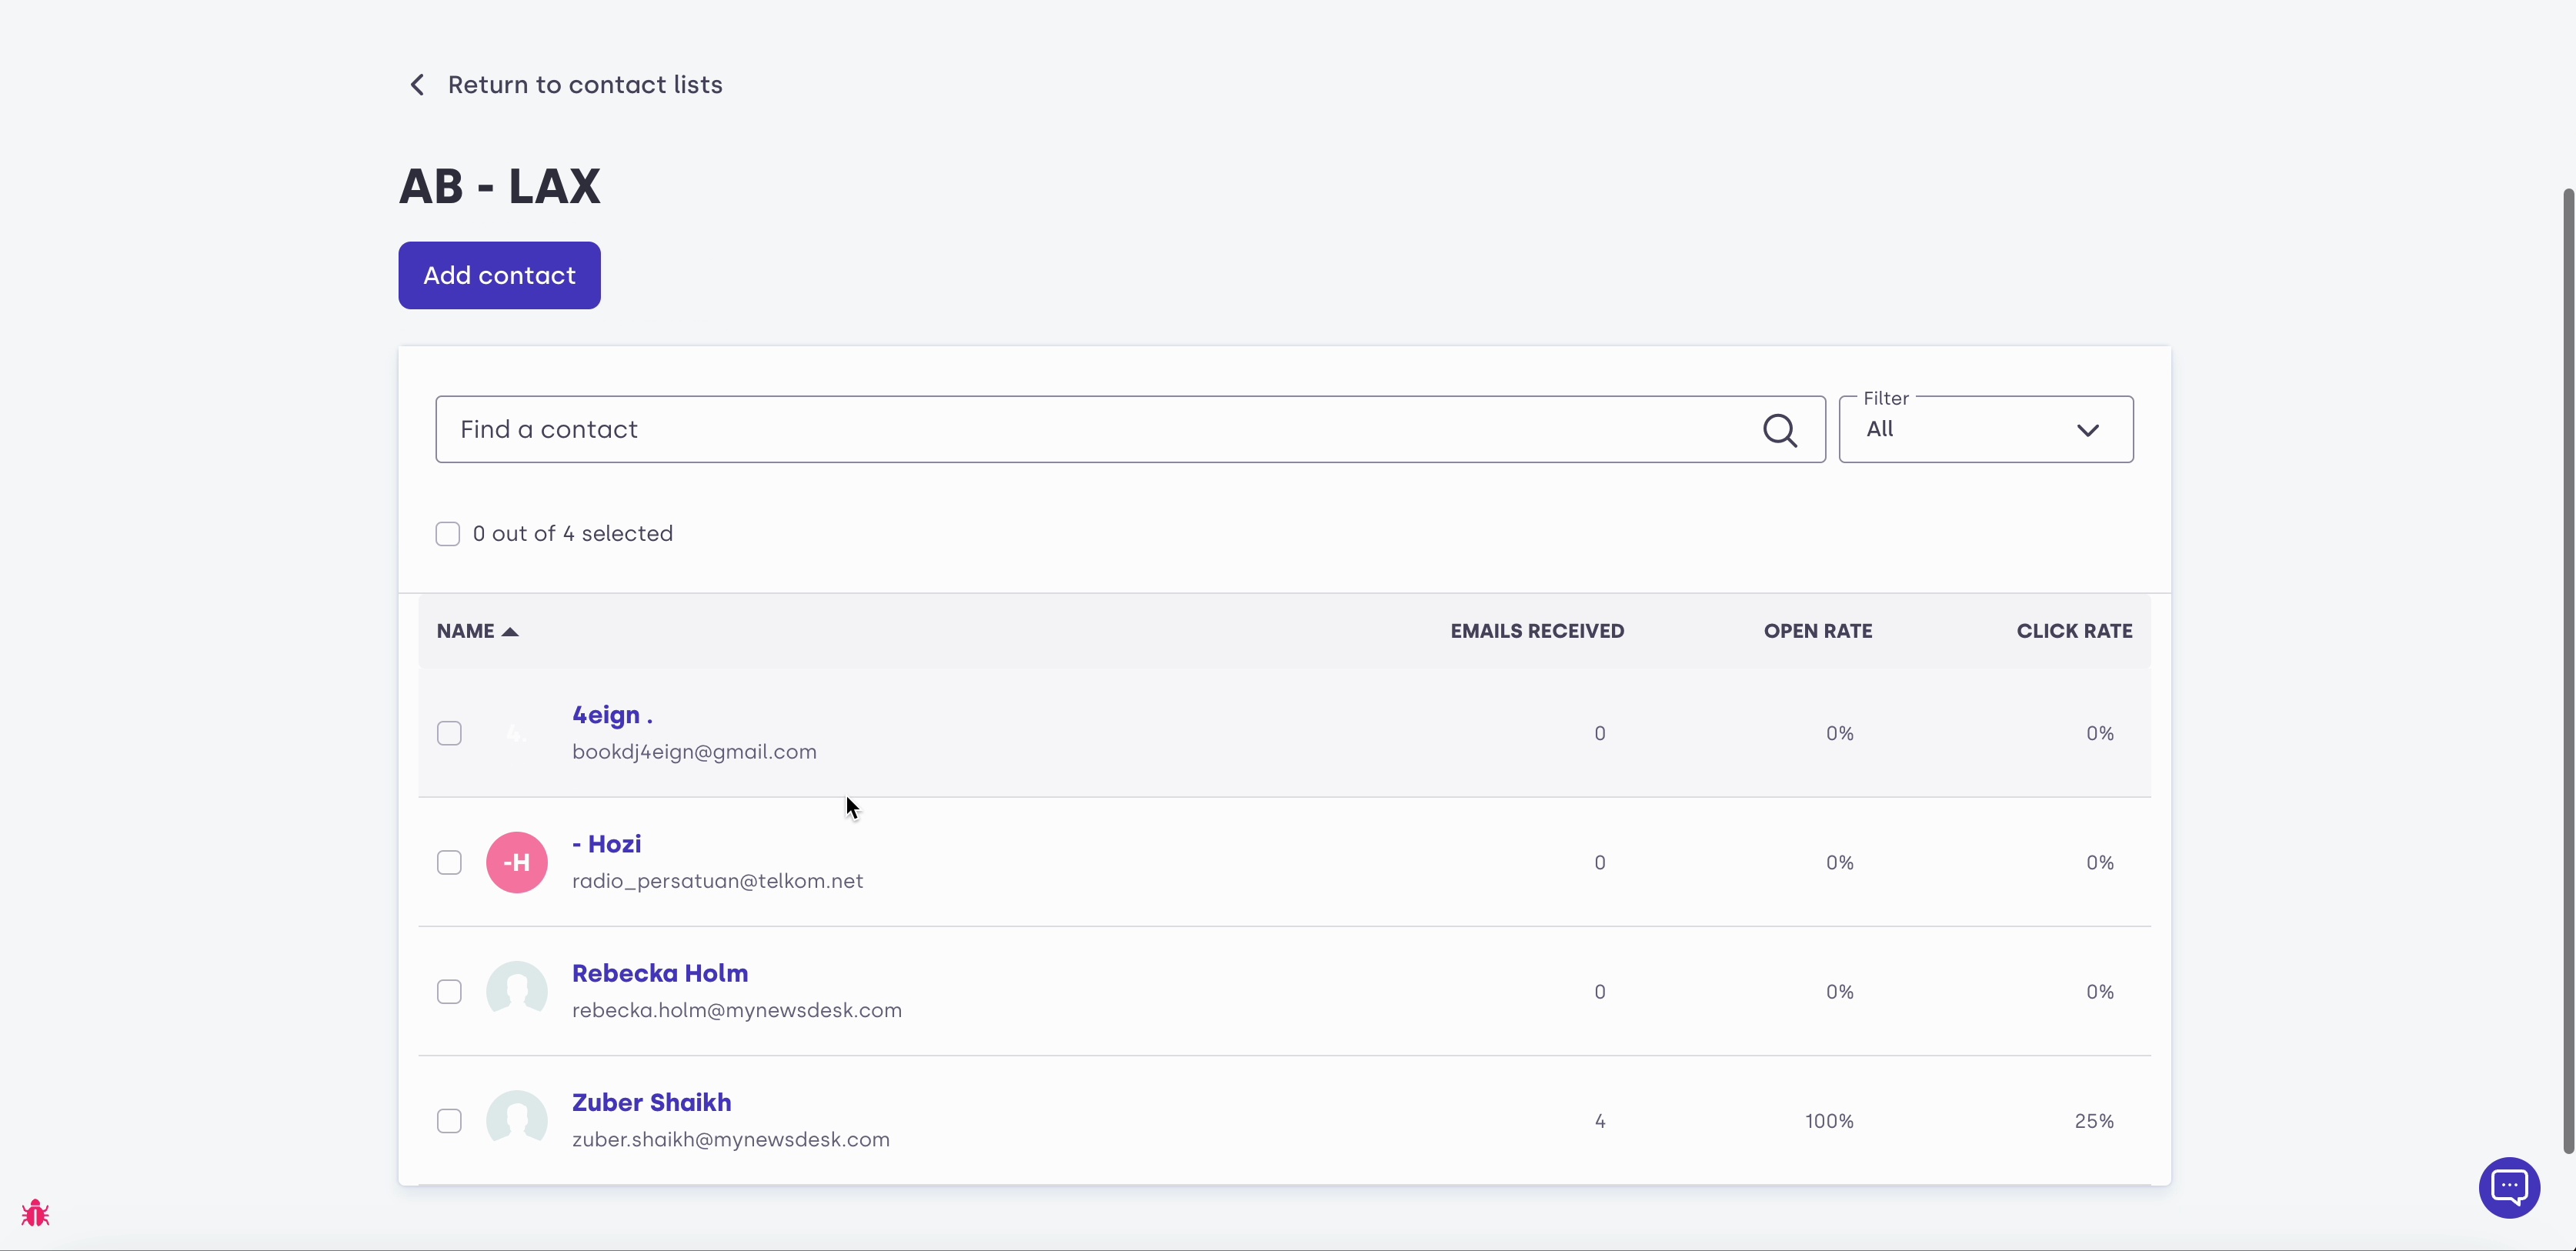 Return to contact lists
AB - LAX
Add contact
Find a contact
Filter
All
0 out of 4 selected
NAME EMAILS RECEIVED OPEN RATE CLICK RATE
4.
4eign .
bookdj4eign@gmail.com
0 0% 0%
-H
- Hozi
radio_persatuan@telkom.net
0 0% 0%
Rebecka Holm
rebecka.holm@mynewsdesk.com
0 0% 0%
Zuber Shaikh
zuber.shaikh@mynewsdesk.com
4 100% 25%